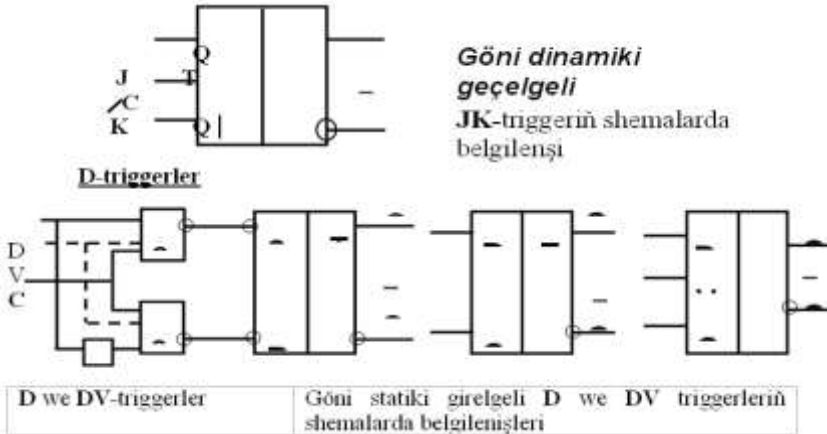 Q
J T
C
K Q
Göni dinamiki
geçelgeli
JK-triggeriň shemalarda
belgilenşi
D-triggerler
D
V
C
D we DV-triggerler
Göni statiki girelgeli D we DV triggerleriň
shemalarda belgilenişleri